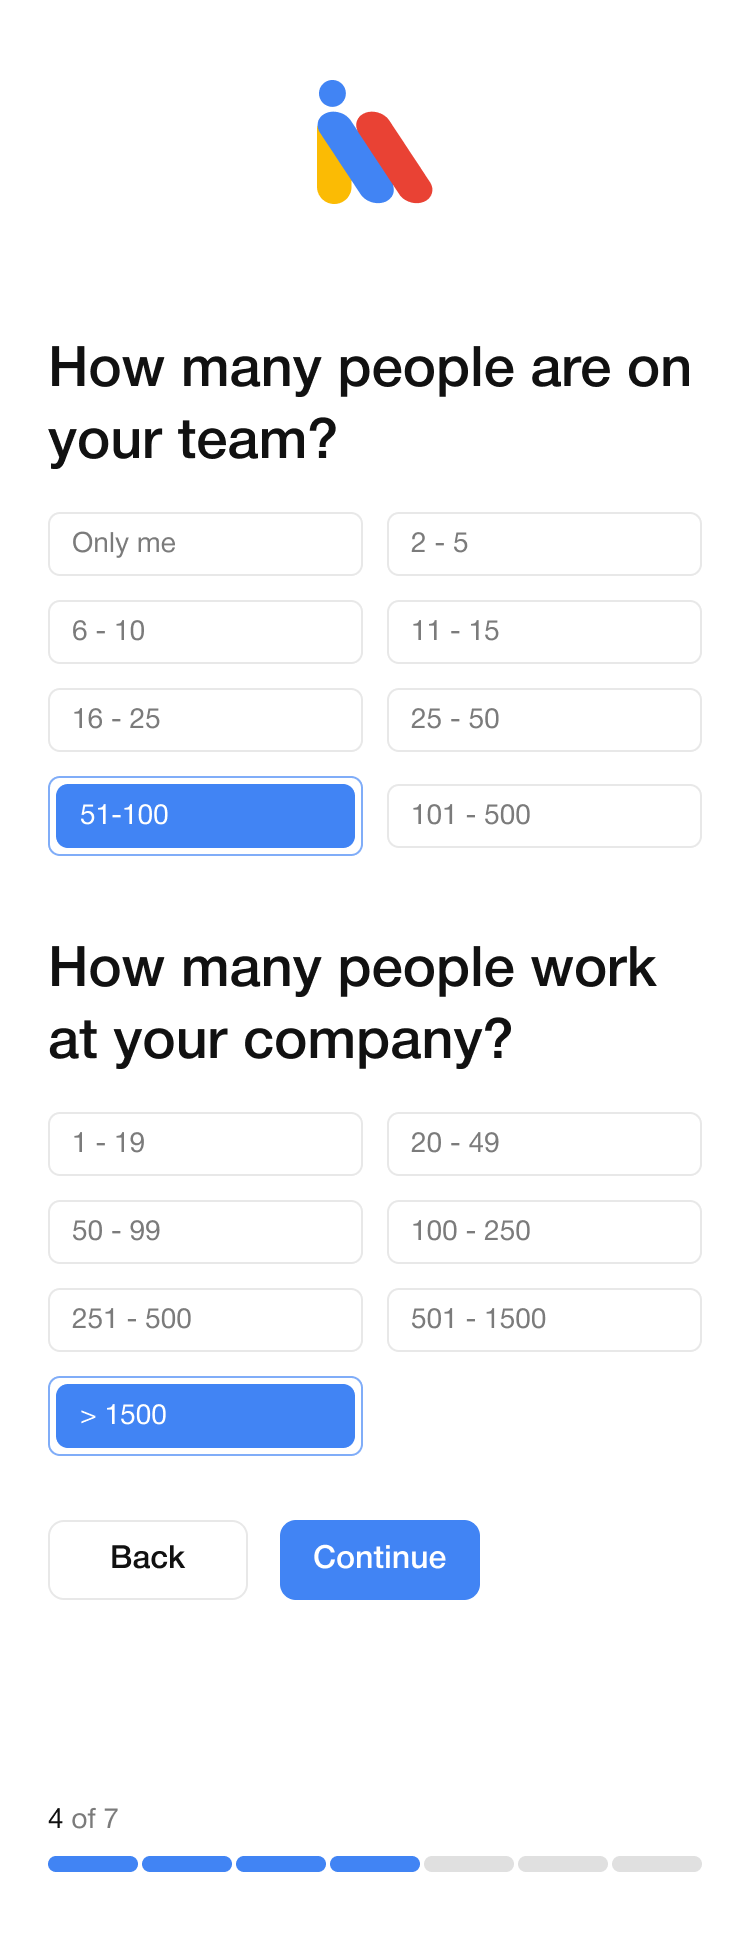 How many people are on
your team?
Only me
2 - 5
6 - 10
11 - 15
16 - 25
25 - 50
51-100
101 - 500
How many people work
at your company?
1 - 19
20 - 49
50 - 99
100 - 250
251 - 500
501 - 1500
> 1500
Back
Continue
4 of 7